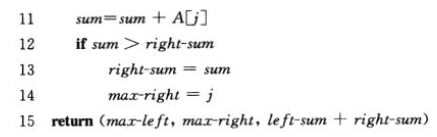 11 sum=sum + A[j]
12 if sum > right-sum
13 right-sum = sum
14 max-right = j
15 return (max-left, max-right, left-sum + right-sum)